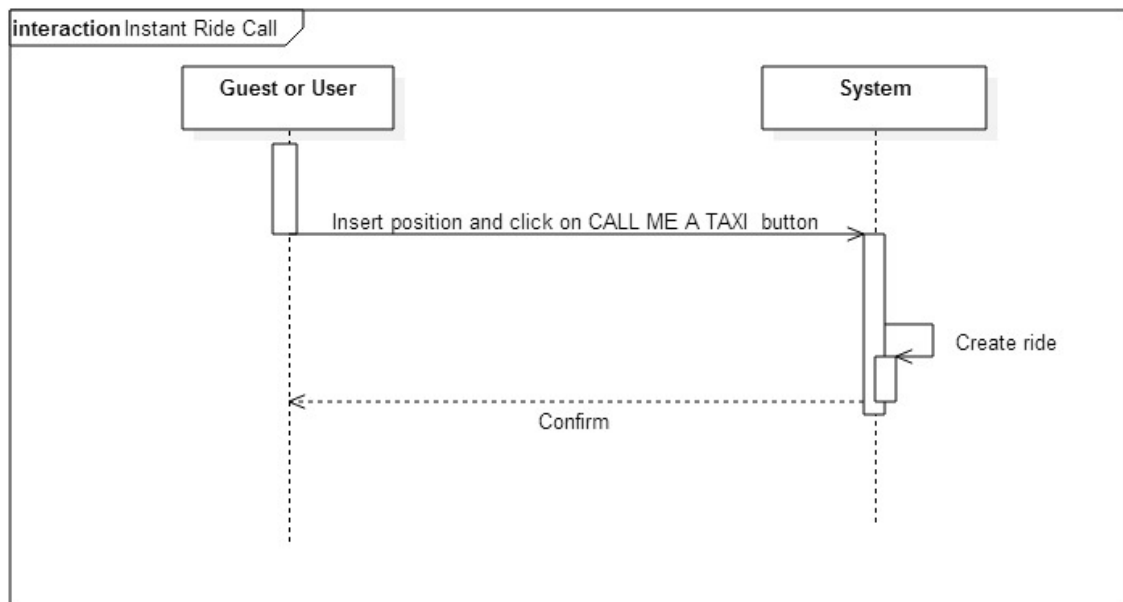 interaction Instant Ride Call
Guest or User
System
Insert position and click on CALL ME A TAXI  button
Create ride
Confirm